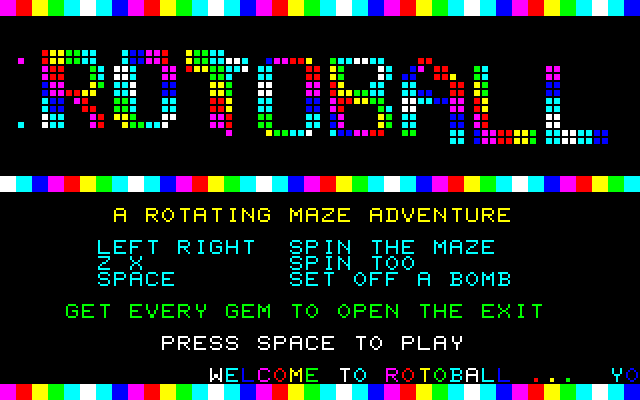 ROTOBALL
A ROTATING MAZE ADVENTURE
LEFT RIGHT SPIN THE MAZE
Z X SPIN TOO
SPACE SET OFF A BOMB
GET EVERY GEM TO OPEN THE EXIT
PRESS SPACE TO PLAY
WELCOME TO ROTOBALL ... YO